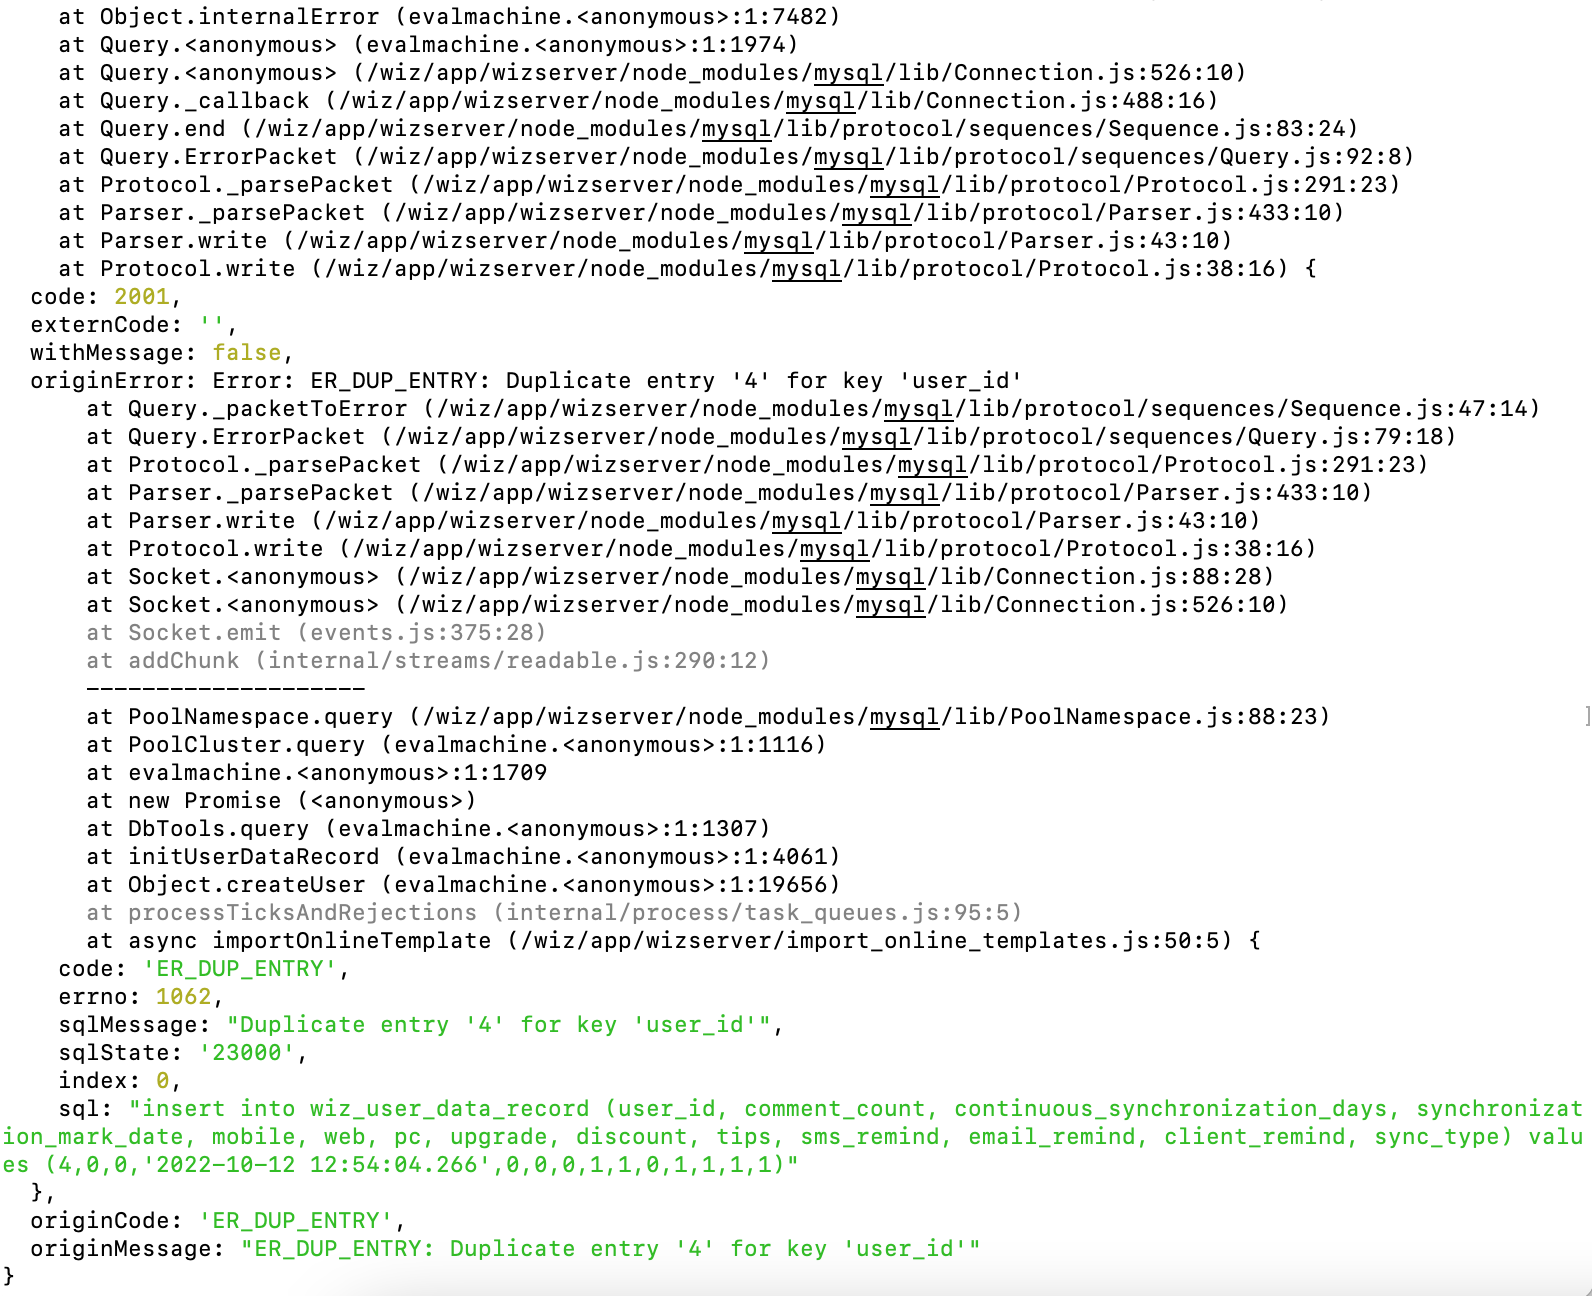 at Object.internalError (evalmachine.<anonymous>:1:7482)
at Query.<anonymous> (evalmachine.<anonymous>:1:1974)
at Query.<anonymous> (/wiz/app/wizserver/node_modules/mysql/lib/Connection.js:526:10)
at Query._callback (/wiz/app/wizserver/node_modules/mysql/lib/Connection.js:488:16)
at Query.end (/wiz/app/wizserver/node_modules/mysql/lib/protocol/sequences/Sequence.js:83:24)
at Query.ErrorPacket (/wiz/app/wizserver/node_modules/mysql/lib/protocol/sequences/Query.js:92:8)
at Protocol._parsePacket (/wiz/app/wizserver/node_modules/mysql/lib/protocol/Protocol.js:291:23)
at Parser._parsePacket (/wiz/app/wizserver/node_modules/mysql/lib/protocol/Parser.js:433:10)
at Parser.write (/wiz/app/wizserver/node_modules/mysql/lib/protocol/Parser.js:43:10)
at Protocol.write (/wiz/app/wizserver/node_modules/mysql/lib/protocol/Protocol.js:38:16) {
code: 2001,
externCode: '',
withMessage: false,
originError: Error: ER_DUP_ENTRY: Duplicate entry '4' for key 'user_id'
at Query._packetToError (/wiz/app/wizserver/node_modules/mysql/lib/protocol/sequences/Sequence.js:47:14)
at Query.ErrorPacket (/wiz/app/wizserver/node_modules/mysql/lib/protocol/sequences/Query.js:79:18)
at Protocol._parsePacket (/wiz/app/wizserver/node_modules/mysql/lib/protocol/Protocol.js:291:23)
at Parser._parsePacket (/wiz/app/wizserver/node_modules/mysql/lib/protocol/Parser.js:433:10)
at Parser.write (/wiz/app/wizserver/node_modules/mysql/lib/protocol/Parser.js:43:10)
at Protocol.write (/wiz/app/wizserver/node_modules/mysql/lib/protocol/Protocol.js:38:16)
at Socket.<anonymous> (/wiz/app/wizserver/node_modules/mysql/lib/Connection.js:88:28)
at Socket.<anonymous> (/wiz/app/wizserver/node_modules/mysql/lib/Connection.js:526:10)
at Socket.emit (events.js:375:28)
at addChunk (internal/streams/readable.js:290:12)
--------------------
at PoolNamespace.query (/wiz/app/wizserver/node_modules/mysql/lib/PoolNamespace.js:88:23)
at PoolCluster.query (evalmachine.<anonymous>:1:1116)
at evalmachine.<anonymous>:1:1709
at new Promise (<anonymous>)
at DbTools.query (evalmachine.<anonymous>:1:1307)
at initUserDataRecord (evalmachine.<anonymous>:1:4061)
at Object.createUser (evalmachine.<anonymous>:1:19656)
at processTicksAndRejections (internal/process/task_queues.js:95:5)
at async importOnlineTemplate (/wiz/app/wizserver/import_online_templates.js:50:5) {
code: 'ER_DUP_ENTRY',
errno: 1062,
sqlMessage: "Duplicate entry '4' for key 'user_id'",
sqlState: '23000',
index: 0,
sql: "insert into wiz_user_data_record (user_id, comment_count, continuous_synchronization_days, synchronizat
ion_mark_date, mobile, web, pc, upgrade, discount, tips, sms_remind, email_remind, client_remind, sync_type) valu
es (4,0,0,'2022-10-12 12:54:04.266',0,0,0,1,1,0,1,1,1,1)"
},
originCode: 'ER_DUP_ENTRY',
originMessage: "ER_DUP_ENTRY: Duplicate entry '4' for key 'user_id'"
}